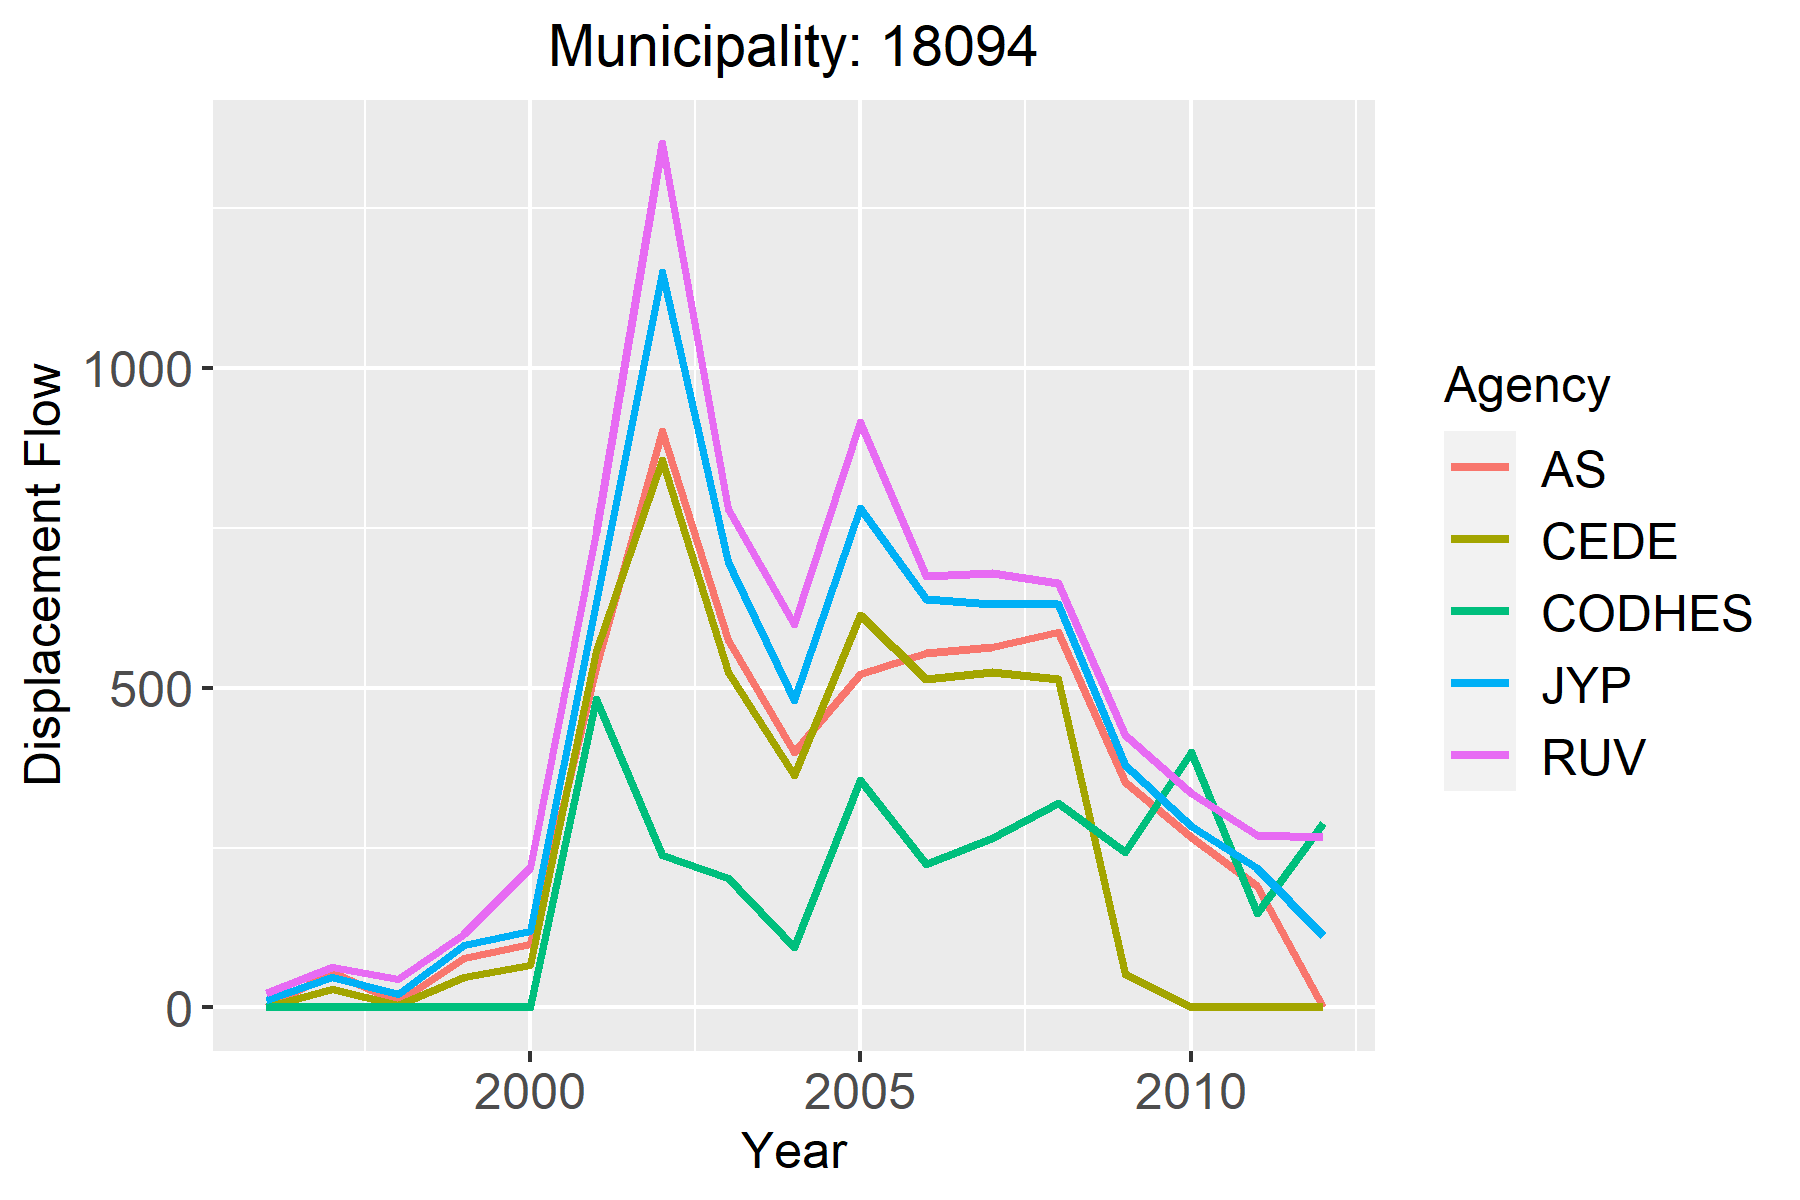 Municipality: 18094
Displacement Flow
1000
500
0
2000 2005 2010
Year
Agency
AS
CEDE
CODHES
JYP
RUV